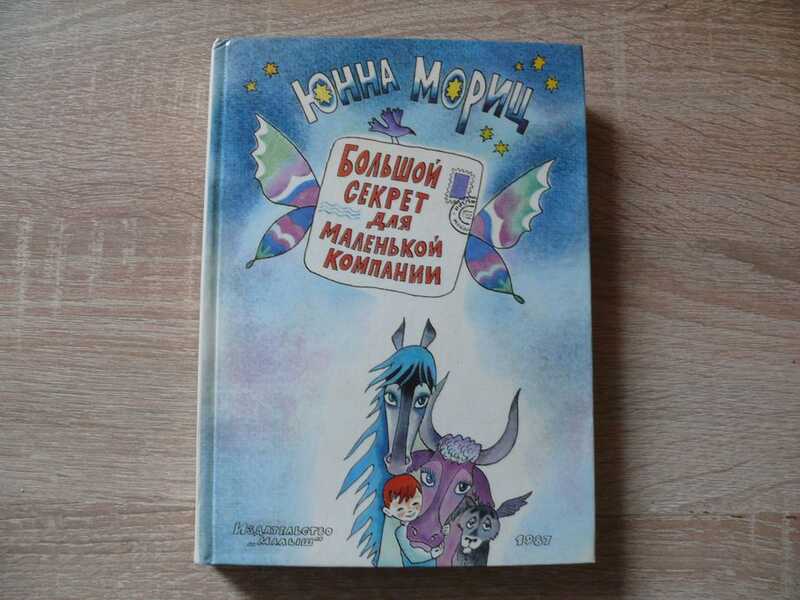 ЮННА МОРИЦ
БОЛЬШОЙ
СЕКРЕТ
ДЛЯ
МАЛЕНЬКОЙ
КОМПАНИИ
ИЗДАТЕЛЬСТВО
„МАЛЫШ“
1987